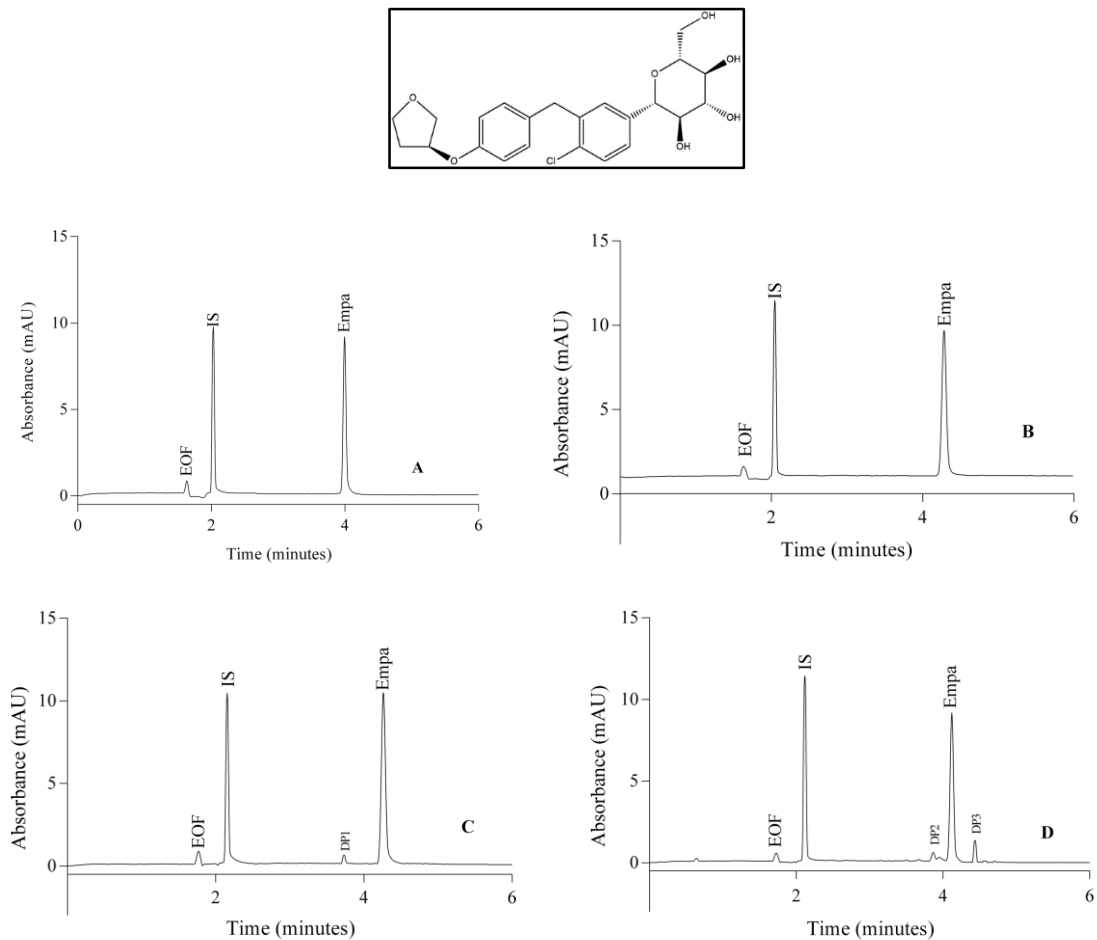 OH
O
OH
O
OH
OH
O
Cl
15
10
5
0
Absorbance (mAU)
EOF
IS
Empa
A
0
2
4
6
Time (minutes)
15
10
5
0
Absorbance (mAU)
EOF
IS
Empa
B
2
4
6
Time (minutes)
15
10
5
0
Absorbance (mAU)
EOF
IS
DP1
Empa
C
2
4
6
Time (minutes)
15
10
5
0
Absorbance (mAU)
EOF
IS
DP2
Empa
DP3
D
2
4
6
Time (minutes)